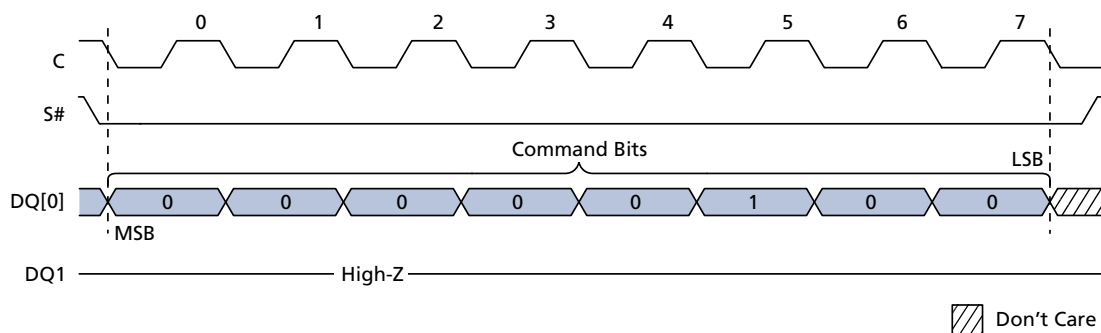 0 1 2 3 4 5 6 7
C
S#
Command Bits
LSB
DQ[0] 0 0 0 0 0 1 0 0
MSB
DQ1 High-Z
Don't Care